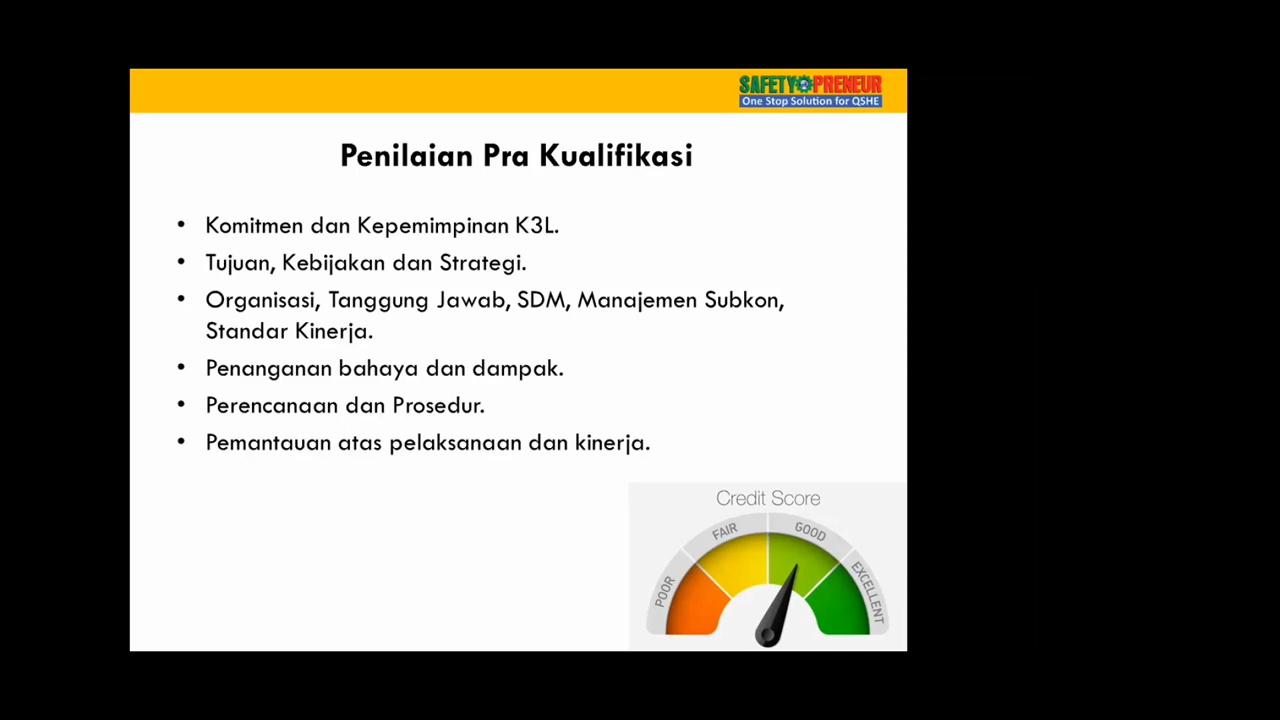 SAFETY PRENEUR
One Stop Solution for QSHE
Penilaian Pra Kualifikasi
• Komitmen dan Kepemimpinan K3L.
• Tujuan, Kebijakan dan Strategi.
• Organisasi, Tanggung Jawab, SDM, Manajemen Subkon,
Standar Kinerja.
• Penanganan bahaya dan dampak.
• Perencanaan dan Prosedur.
• Pemantauan atas pelaksanaan dan kinerja.
Credit Score
POOR
FAIR
GOOD
EXCELLENT